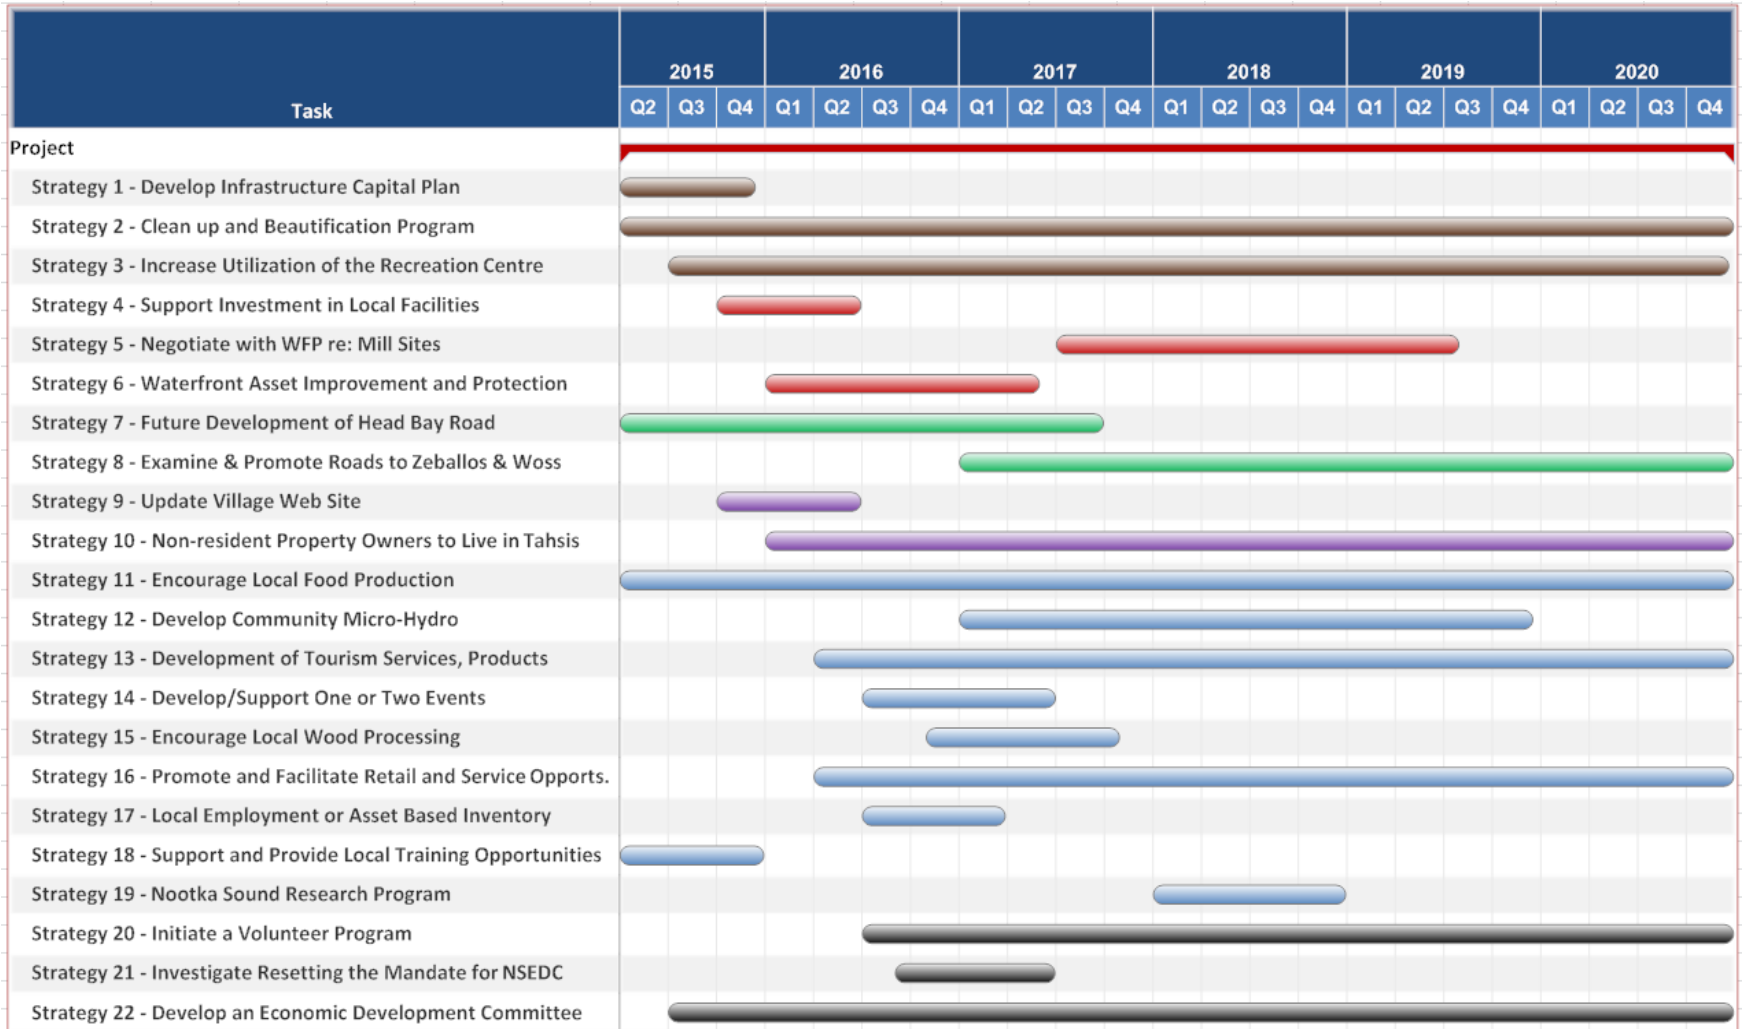 2015 2016 2017 2018 2019 2020
Task Q2 Q3 Q4 Q1 Q2 Q3 Q4 Q1 Q2 Q3 Q4 Q1 Q2 Q3 Q4 Q1 Q2 Q3 Q4 Q1 Q2 Q3 Q4
Project
Strategy 1 - Develop Infrastructure Capital Plan
Strategy 2 - Clean up and Beautification Program
Strategy 3 - Increase Utilization of the Recreation Centre
Strategy 4 - Support Investment in Local Facilities
Strategy 5 - Negotiate with WFP re: Mill Sites
Strategy 6 - Waterfront Asset Improvement and Protection
Strategy 7 - Future Development of Head Bay Road
Strategy 8 - Examine & Promote Roads to Zeballos & Woss
Strategy 9 - Update Village Web Site
Strategy 10 - Non-resident Property Owners to Live in Tahsis
Strategy 11 - Encourage Local Food Production
Strategy 12 - Develop Community Micro-Hydro
Strategy 13 - Development of Tourism Services, Products
Strategy 14 - Develop/Support One or Two Events
Strategy 15 - Encourage Local Wood Processing
Strategy 16 - Promote and Facilitate Retail and Service Opports.
Strategy 17 - Local Employment or Asset Based Inventory
Strategy 18 - Support and Provide Local Training Opportunities
Strategy 19 - Nootka Sound Research Program
Strategy 20 - Initiate a Volunteer Program
Strategy 21 - Investigate Resetting the Mandate for NSEDC
Strategy 22 - Develop an Economic Development Committee